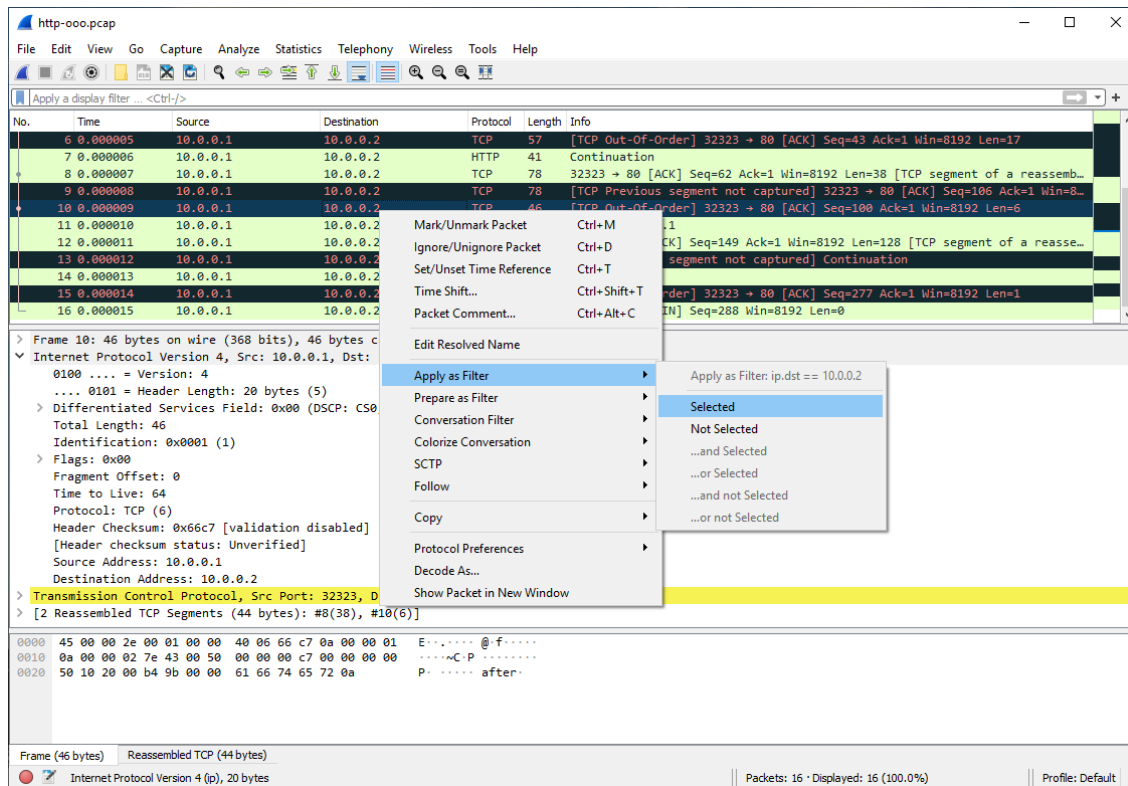 http-ooo.pcap
File Edit View Go Capture Analyze Statistics Telephony Wireless Tools Help
Apply a display filter ... <Ctrl-/>
No. Time Source Destination Protocol Length Info
6 0.000005 10.0.0.1 10.0.0.2 TCP 57 [TCP Out-Of-Order] 32323 → 80 [ACK] Seq=43 Ack=1 Win=8192 Len=17
7 0.000006 10.0.0.1 10.0.0.2 HTTP 41 Continuation
8 0.000007 10.0.0.1 10.0.0.2 TCP 78 32323 → 80 [ACK] Seq=62 Ack=1 Win=8192 Len=38 [TCP segment of a reassemb…
9 0.000008 10.0.0.1 10.0.0.2 TCP 78 [TCP Previous segment not captured] 32323 → 80 [ACK] Seq=106 Ack=1 Win=8…
10 0.000009 10.0.0.1 10.0.0.2 TCP 46 [TCP Out-Of-Order] 32323 → 80 [ACK] Seq=100 Ack=1 Win=8192 Len=6
11 0.000010 10.0.0.1 10.0.0.2 .1
12 0.000011 10.0.0.1 10.0.0.2 CK] Seq=149 Ack=1 Win=8192 Len=128 [TCP segment of a reasse…
13 0.000012 10.0.0.1 10.0.0.2 segment not captured] Continuation
14 0.000013 10.0.0.1 10.0.0.2
15 0.000014 10.0.0.1 10.0.0.2 rder] 32323 → 80 [ACK] Seq=277 Ack=1 Win=8192 Len=1
16 0.000015 10.0.0.1 10.0.0.2 IN] Seq=288 Win=8192 Len=0
Mark/Unmark Packet Ctrl+M
Ignore/Unignore Packet Ctrl+D
Set/Unset Time Reference Ctrl+T
Time Shift... Ctrl+Shift+T
Packet Comment... Ctrl+Alt+C
Edit Resolved Name
Apply as Filter
Prepare as Filter
Conversation Filter
Colorize Conversation
SCTP
Follow
Copy
Protocol Preferences
Decode As...
Show Packet in New Window
Apply as Filter: ip.dst == 10.0.0.2
Selected
Not Selected
...and Selected
...or Selected
...and not Selected
...or not Selected
Frame 10: 46 bytes on wire (368 bits), 46 bytes c
Internet Protocol Version 4, Src: 10.0.0.1, Dst:
0100 .... = Version: 4
.... 0101 = Header Length: 20 bytes (5)
Differentiated Services Field: 0x00 (DSCP: CS0
Total Length: 46
Identification: 0x0001 (1)
Flags: 0x00
Fragment Offset: 0
Time to Live: 64
Protocol: TCP (6)
Header Checksum: 0x66c7 [validation disabled]
[Header checksum status: Unverified]
Source Address: 10.0.0.1
Destination Address: 10.0.0.2
Transmission Control Protocol, Src Port: 32323, D
[2 Reassembled TCP Segments (44 bytes): #8(38), #10(6)]
0000 45 00 00 2e 00 01 00 00 40 06 66 c7 0a 00 00 01 E··.····@·f·····
0010 0a 00 00 02 7e 43 00 50 00 00 00 c7 00 00 00 00 ····~C·P········
0020 50 10 20 00 b4 9b 00 00 61 66 74 65 72 0a P· ·····after·
Frame (46 bytes) Reassembled TCP (44 bytes)
Internet Protocol Version 4 (ip), 20 bytes Packets: 16 · Displayed: 16 (100.0%) Profile: Default